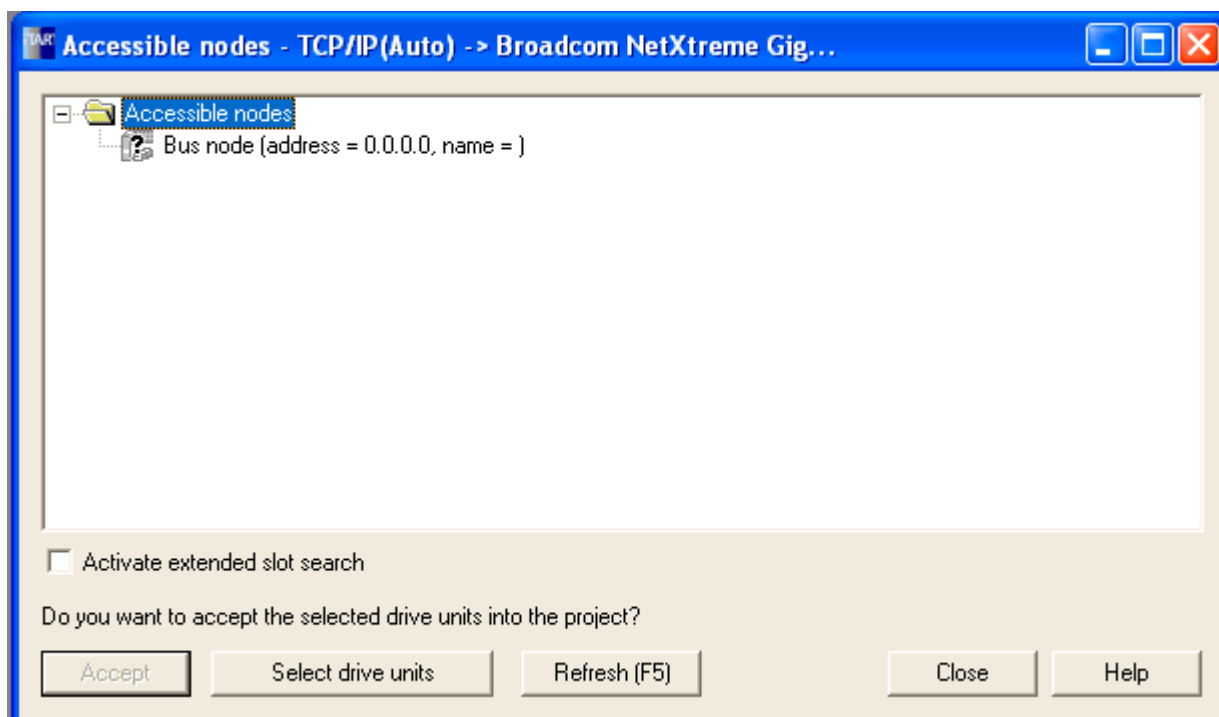 Accessible nodes - TCP/IP(Auto) -> Broadcom NetXtreme Gig...
Accessible nodes
Bus node (address = 0.0.0.0, name = )
Activate extended slot search
Do you want to accept the selected drive units into the project?
Accept Select drive units Refresh (F5) Close Help